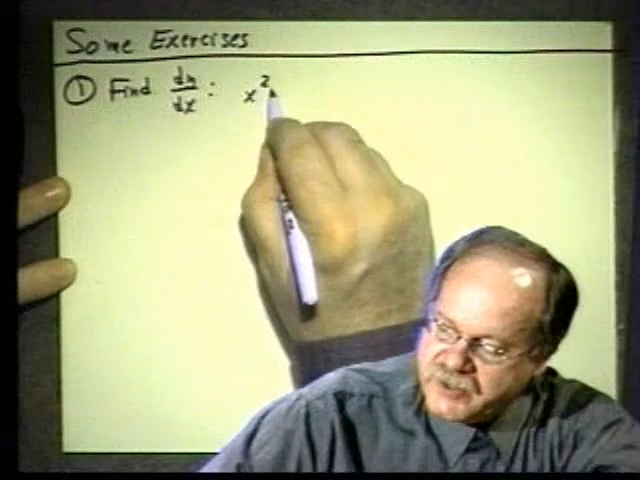 Some Exercises
① Find dy/dx : x²